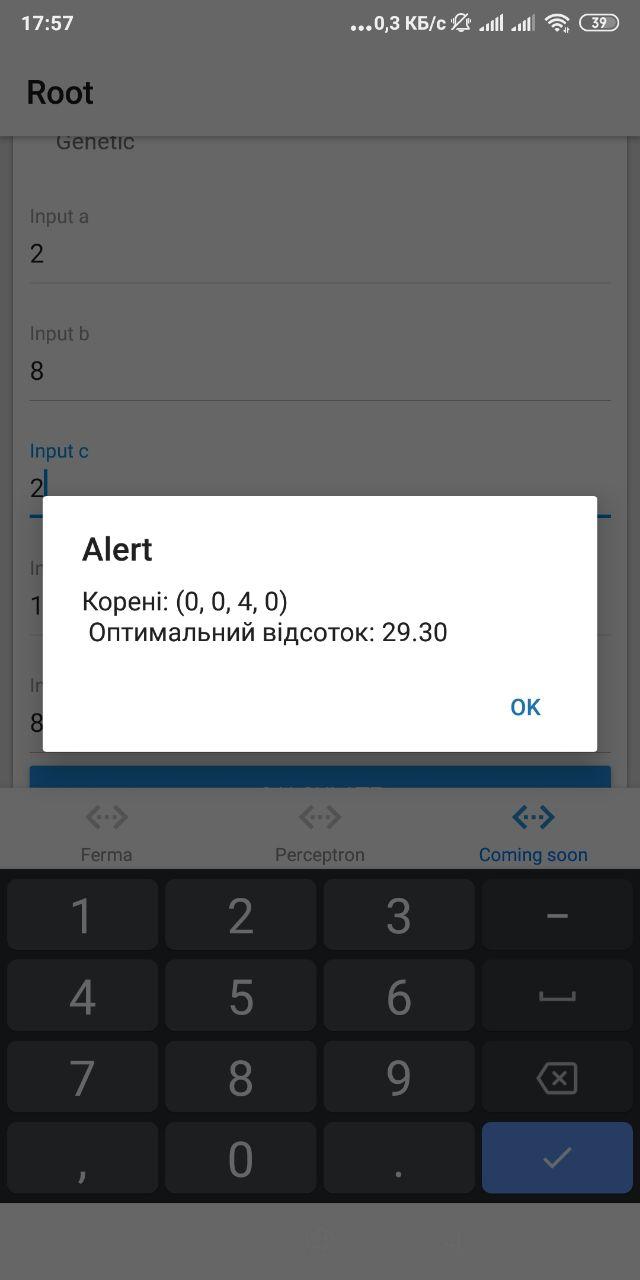 17:57
...0,3 КБ/с
39
Root
Genetic
Input a
2
Input b
8
Input c
2
In
1
In
8
Alert
Корені: (0, 0, 4, 0)
Оптимальний відсоток: 29.30
OK
Ferma
Perceptron
Coming soon
1 2 3 –
4 5 6
7 8 9
, 0 .